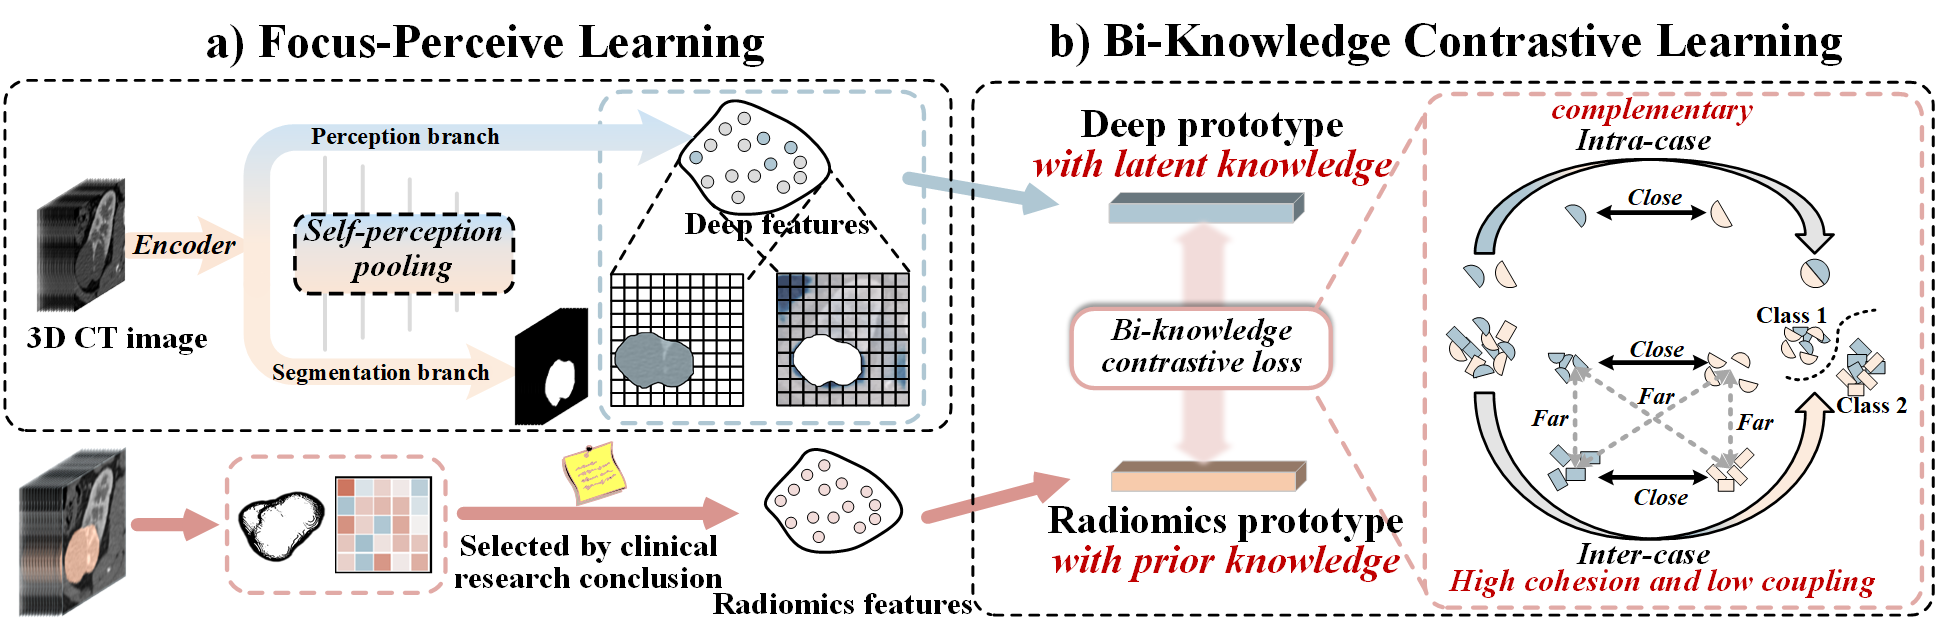 a) Focus-Perceive Learning
Perception branch
Encoder
Self-perception
pooling
3D CT image
Segmentation branch
Deep features
Selected by clinical
research conclusion
Radiomics features
b) Bi-Knowledge Contrastive Learning
Deep prototype
with latent knowledge
Bi-knowledge
contrastive loss
Radiomics prototype
with prior knowledge
complementary
Intra-case
Close
Class 1
Close
Far
Far
Far
Class 2
Close
Inter-case
High cohesion and low coupling